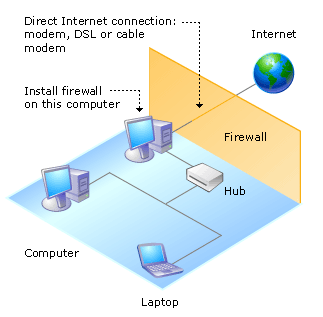 Direct Internet connection:
modem, DSL or cable
modem
Internet
Install firewall
on this computer
Firewall
Hub
Computer
Laptop